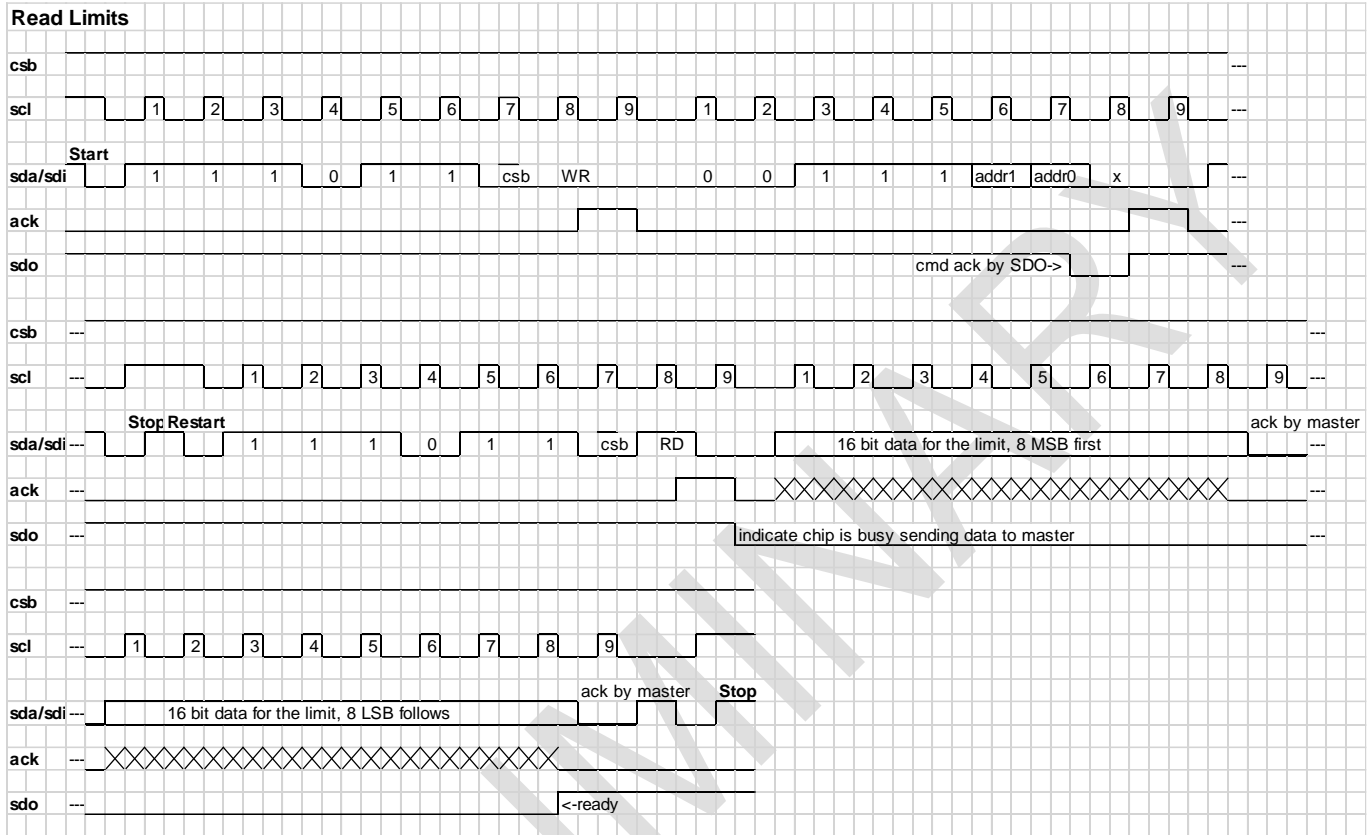 Read Limits
csb ---
scl 1 2 3 4 5 6 7 8 9 1 2 3 4 5 6 7 8 9 ---
Start
sda/sdi 1 1 1 0 1 1 csb WR 0 0 1 1 1 addr1 addr0 x ---
ack ---
sdo cmd ack by SDO-> ---
csb --- ---
scl --- 1 2 3 4 5 6 7 8 9 1 2 3 4 5 6 7 8 9 ---
Stop Restart ack by master
sda/sdi --- 1 1 1 0 1 1 csb RD 16 bit data for the limit, 8 MSB first ---
ack --- ---
sdo --- indicate chip is busy sending data to master ---
csb ---
scl --- 1 2 3 4 5 6 7 8 9
ack by master Stop
sda/sdi --- 16 bit data for the limit, 8 LSB follows
ack ---
sdo --- <-ready
IMINARY